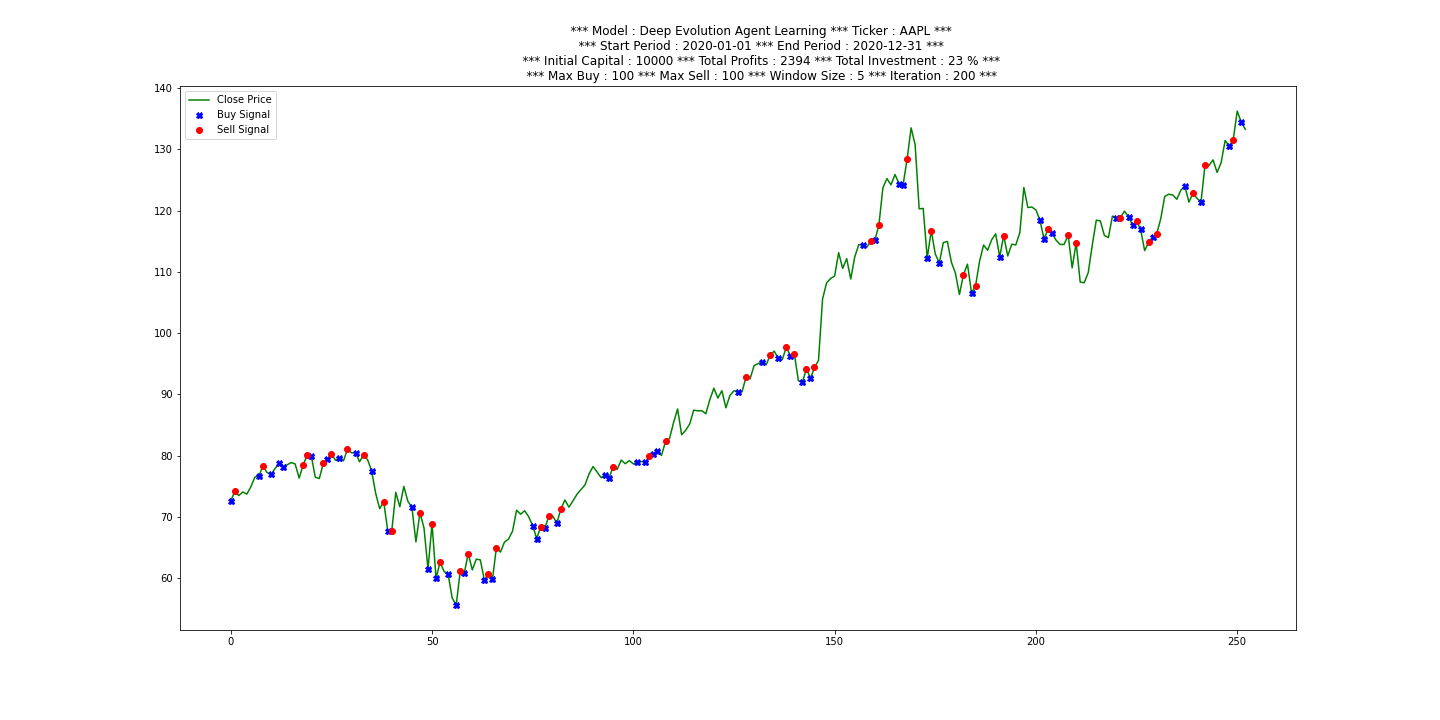 *** Model : Deep Evolution Agent Learning *** Ticker : AAPL ***
*** Start Period : 2020-01-01 *** End Period : 2020-12-31 ***
*** Initial Capital : 10000 *** Total Profits : 2394 *** Total Investment : 23 % ***
*** Max Buy : 100 *** Max Sell : 100 *** Window Size : 5 *** Iteration : 200 ***
Close Price
Buy Signal
Sell Signal
140
130
120
110
100
90
80
70
60
0 50 100 150 200 250